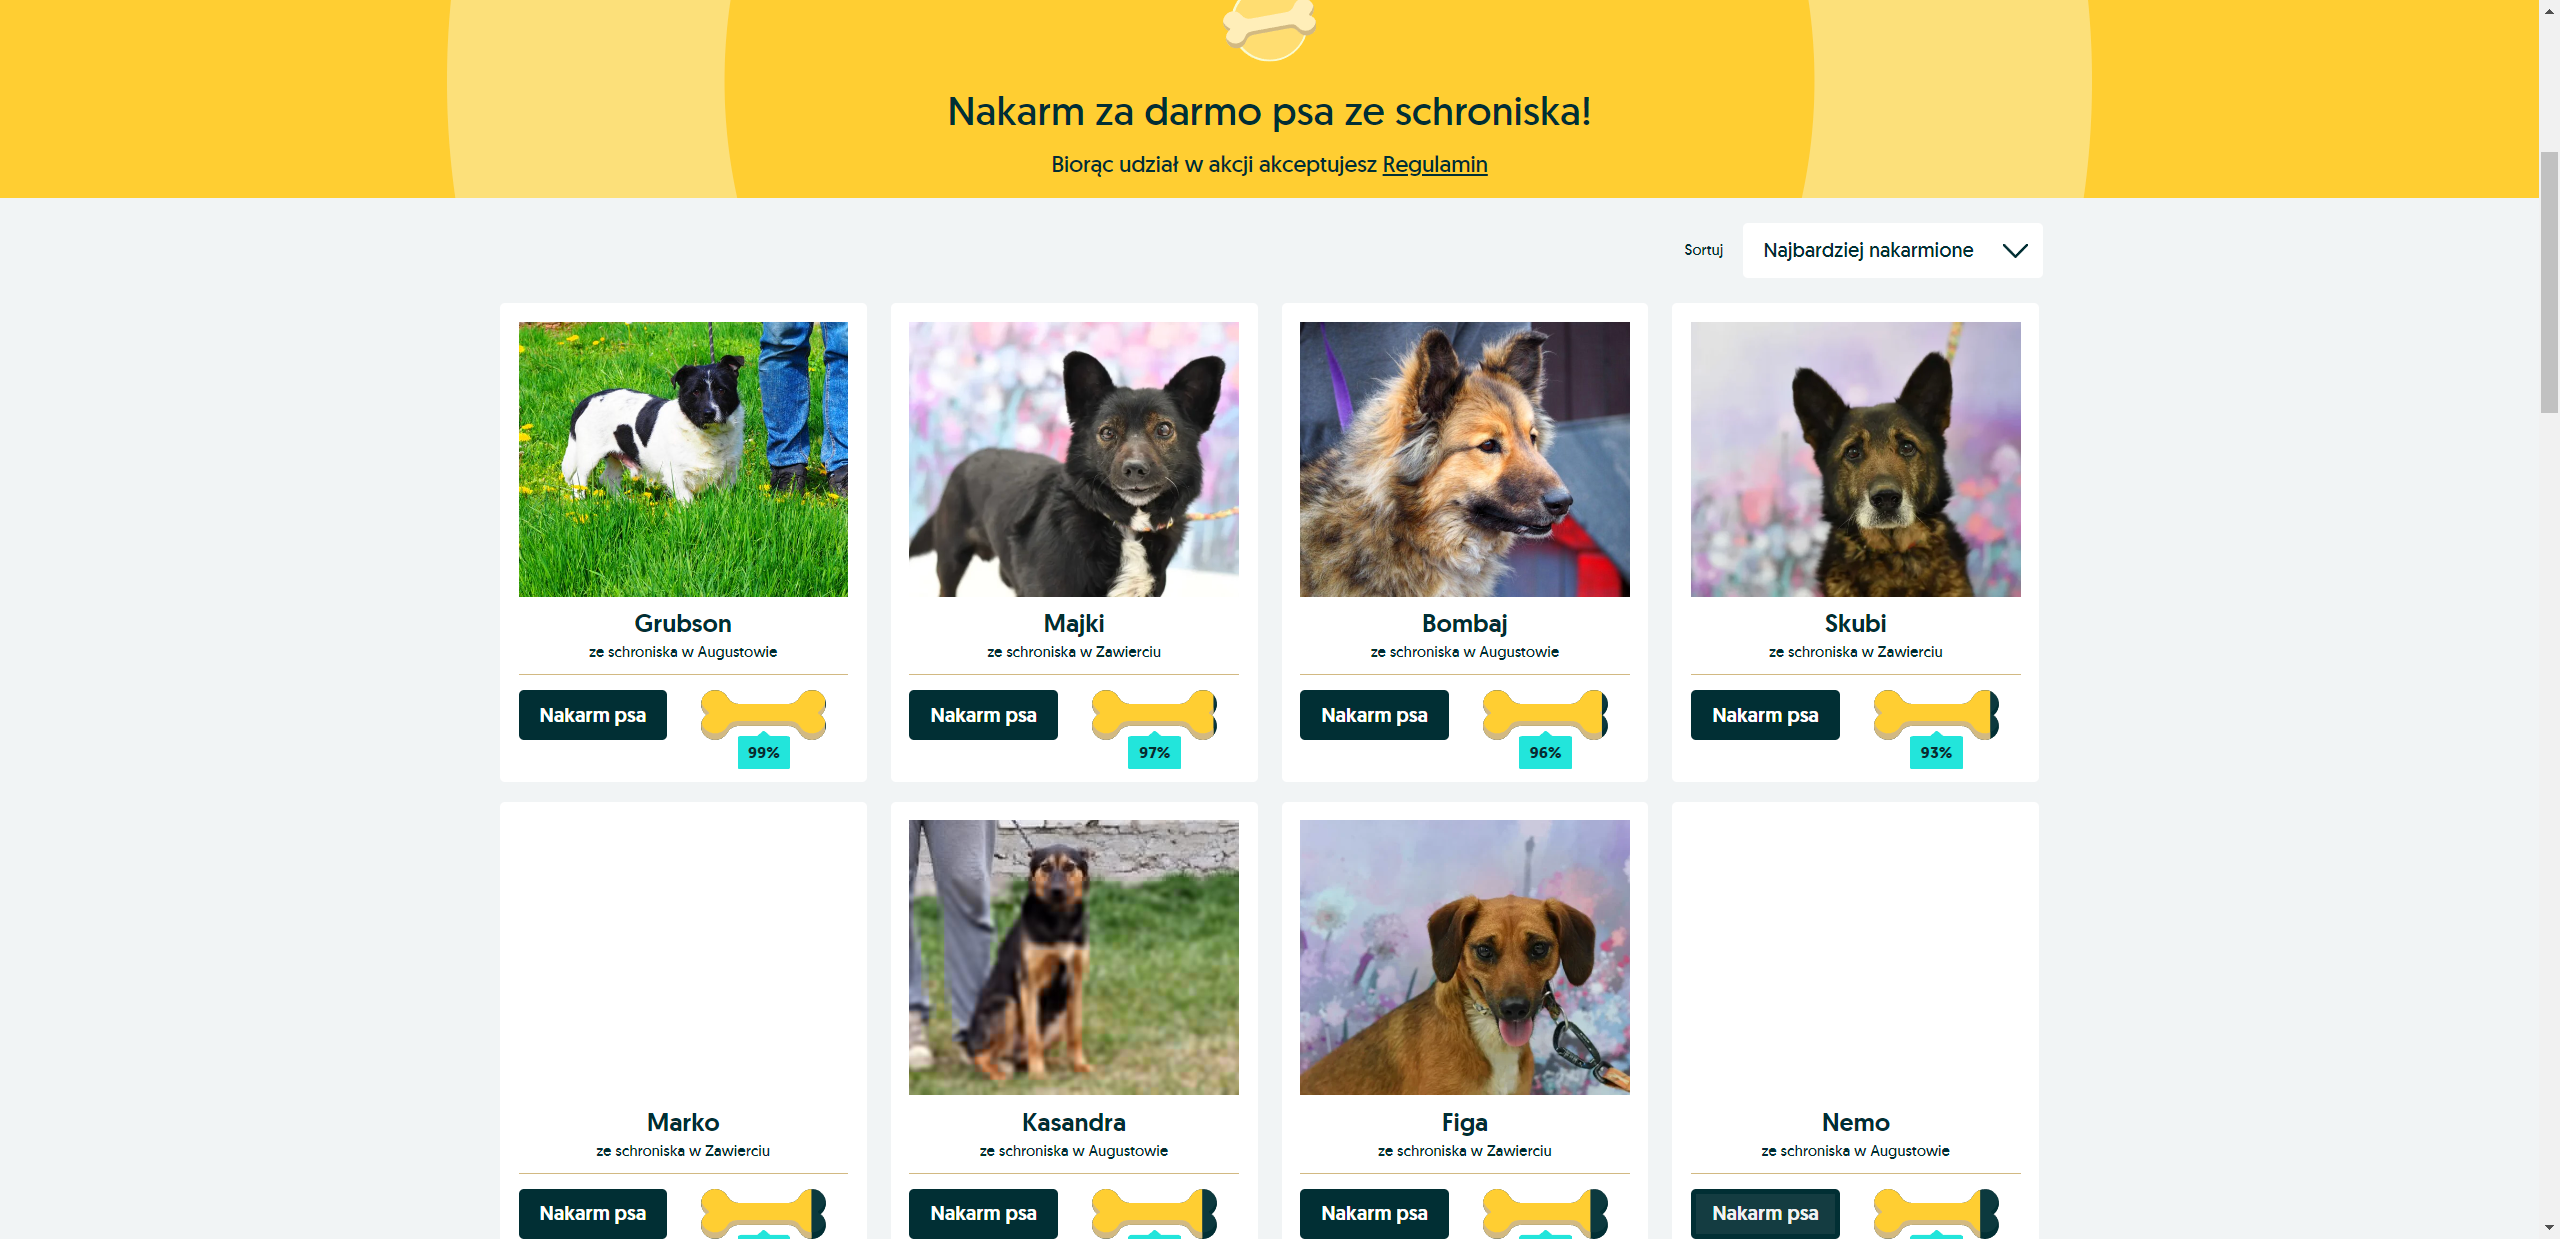 Nakarm za darmo psa ze schroniska!
Biorąc udział w akcji akceptujesz Regulamin
Sortuj
Najbardziej nakarmione
Grubson
ze schroniska w Augustowie
Nakarm psa
99%
Majki
ze schroniska w Zawierciu
Nakarm psa
97%
Bombaj
ze schroniska w Augustowie
Nakarm psa
96%
Skubi
ze schroniska w Zawierciu
Nakarm psa
93%
Marko
ze schroniska w Zawierciu
Nakarm psa
Kasandra
ze schroniska w Augustowie
Nakarm psa
Figa
ze schroniska w Zawierciu
Nakarm psa
Nemo
ze schroniska w Augustowie
Nakarm psa